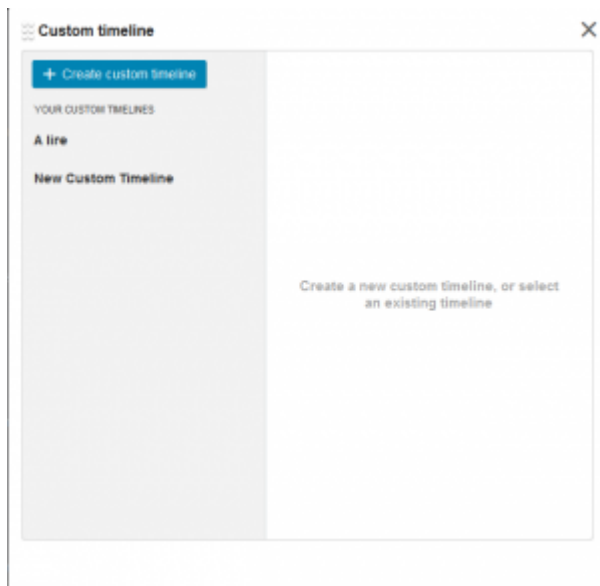 Custom timeline
+ Create custom timeline
YOUR CUSTOM TIMELINES
A lire
New Custom Timeline
Create a new custom timeline, or select
an existing timeline